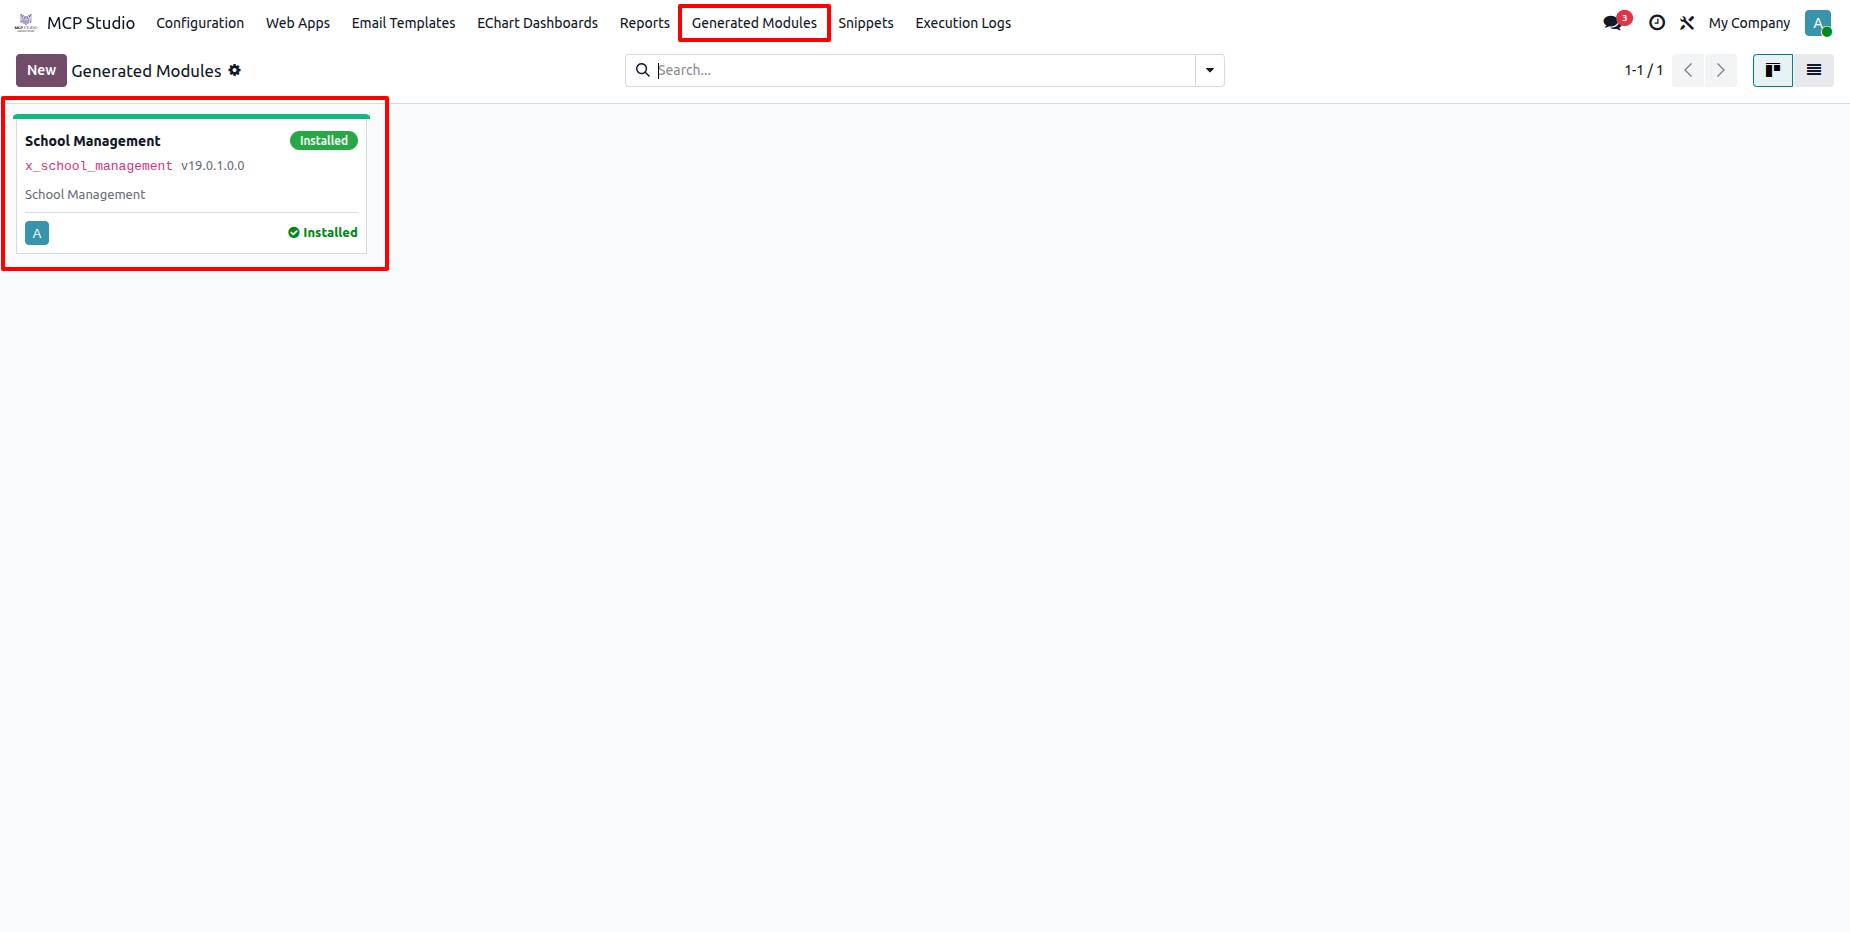 MCP Studio Configuration Web Apps Email Templates EChart Dashboards Reports Generated Modules Snippets Execution Logs 3 My Company A
New Generated Modules Search... 1-1 / 1
School Management Installed
x_school_management v19.0.1.0.0
School Management
A Installed